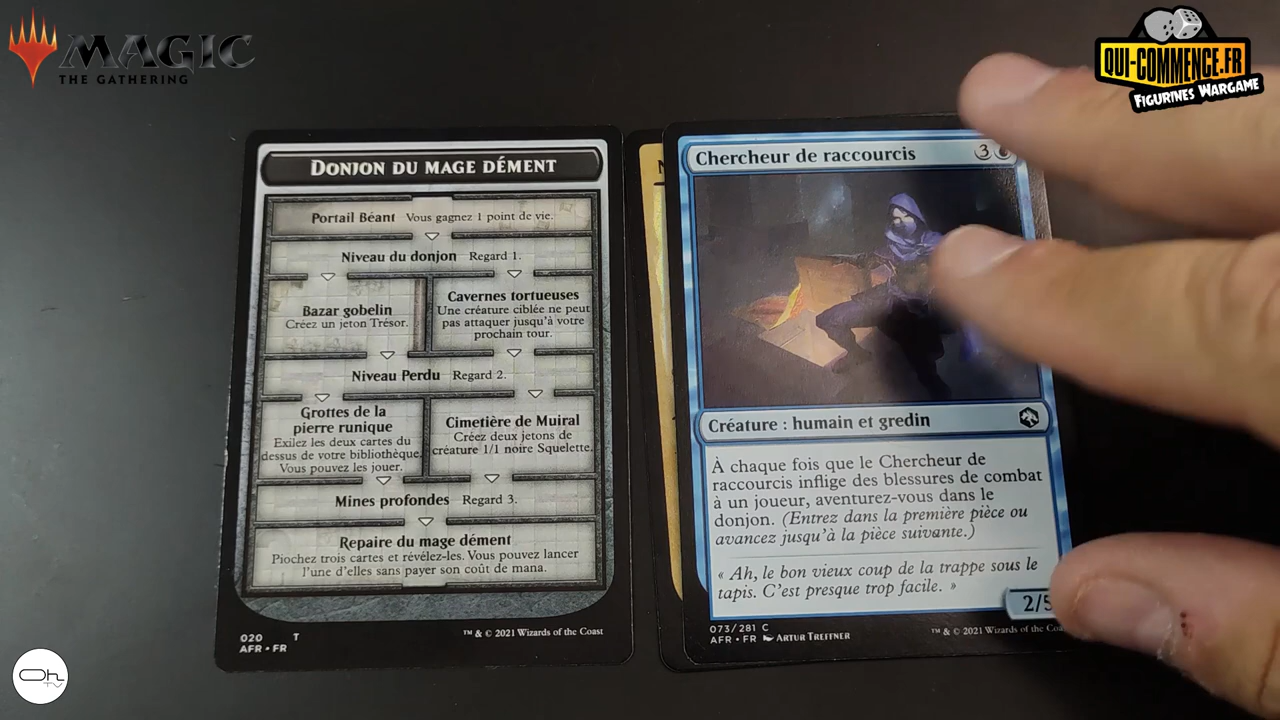 MAGIC
THE GATHERING
QUI-COMMENCE.FR
FIGURINES WARGAME
DONJON DU MAGE DÉMENT
Portail Béant Vous gagnez 1 point de vie.
Niveau du donjon Regard 1.
Bazar gobelin
Créez un jeton Trésor.
Cavernes tortueuses
Une créature ciblée ne peut
pas attaquer jusqu'à votre
prochain tour.
Niveau Perdu Regard 2.
Grottes de la
pierre runique
Exilez les deux cartes du
dessus de votre bibliothèque.
Vous pouvez les jouer.
Cimetière de Muiral
Créez deux jetons de
créature 1/1 noire Squelette.
Mines profondes Regard 3.
Repaire du mage dément
Piochez trois cartes et révélez-les. Vous pouvez lancer
l'une d'elles sans payer son coût de mana.
020 T
AFR • FR
™ & © 2021 Wizards of the Coast
Chercheur de raccourcis 3
Créature : humain et gredin
À chaque fois que le Chercheur de
raccourcis inflige des blessures de combat
à un joueur, aventurez-vous dans le
donjon. (Entrez dans la première pièce ou
avancez jusqu'à la pièce suivante.)
« Ah, le bon vieux coup de la trappe sous le
tapis. C'est presque trop facile. »
2/5
073/281 C
AFR • FR ARTUR TREFFNER
™ & © 2021 Wizards of the
Oh
TV